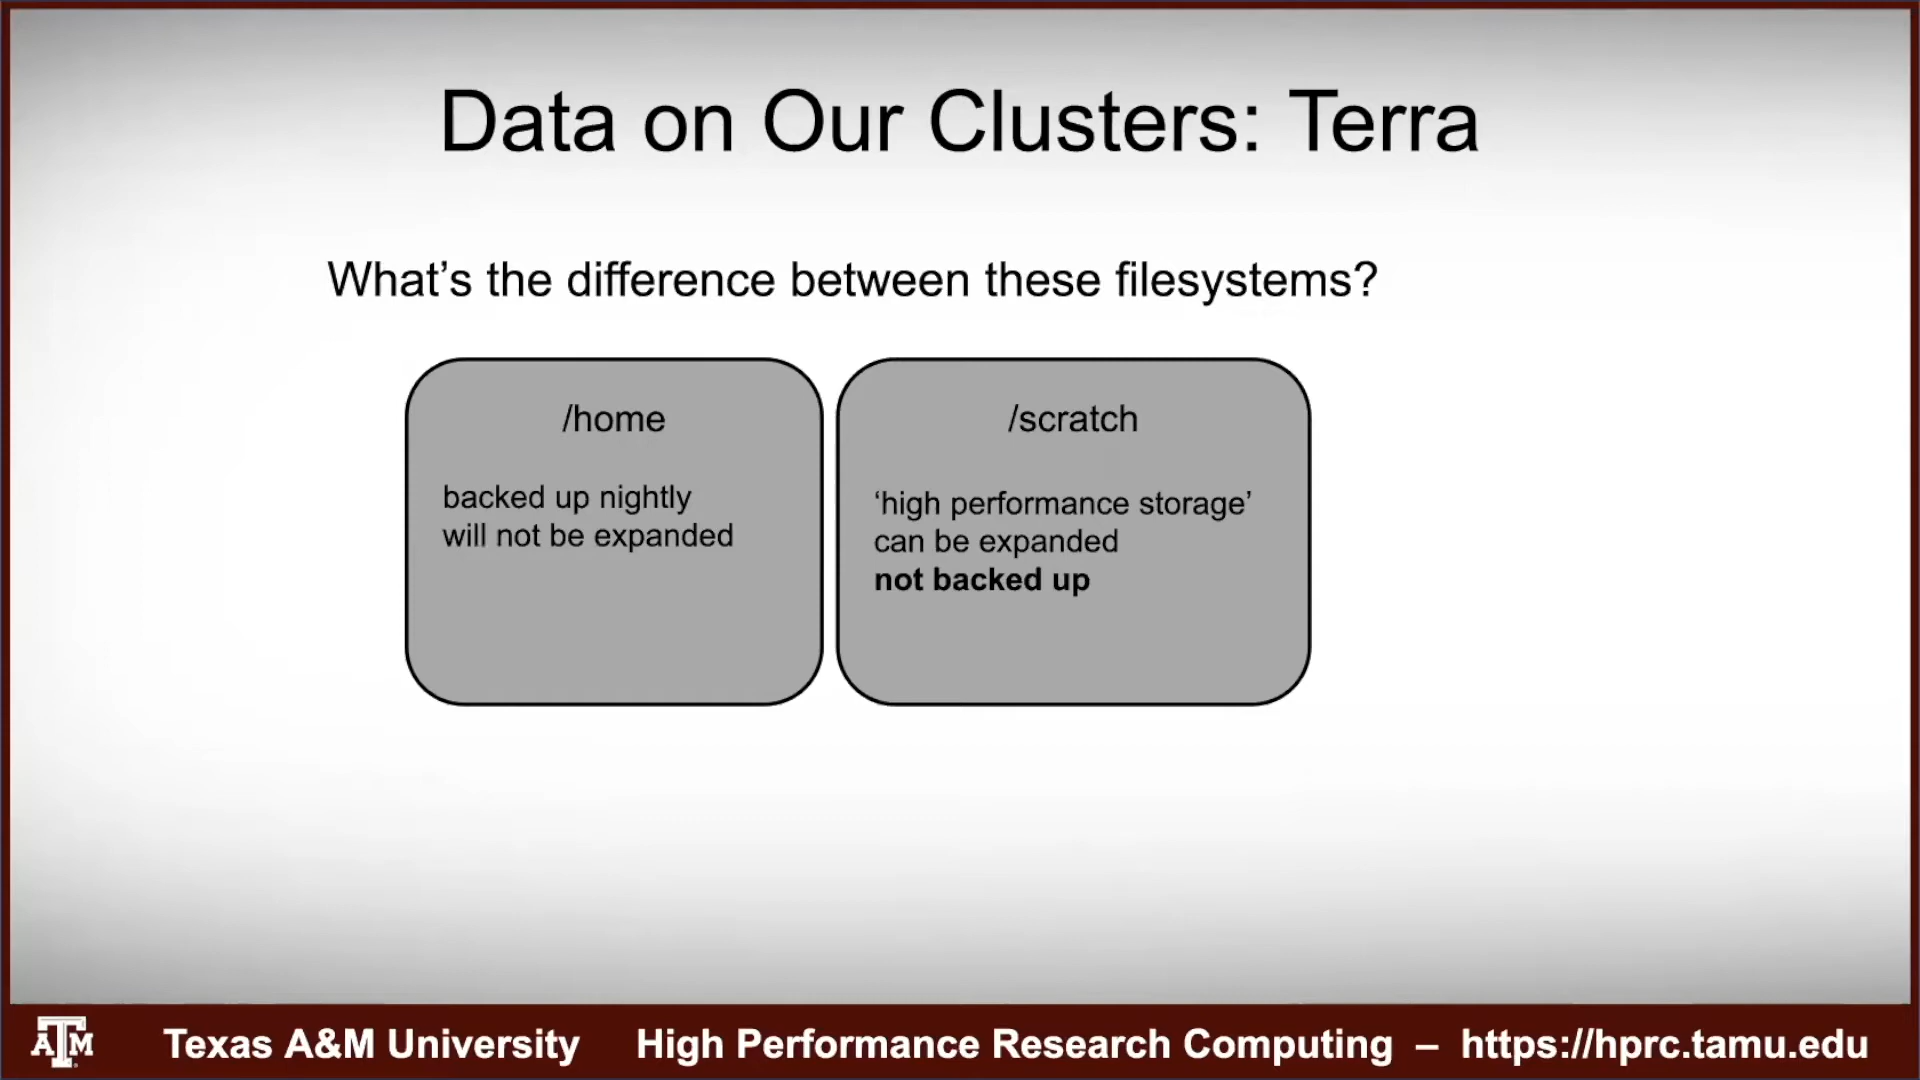 Data on Our Clusters: Terra
What’s the difference between these filesystems?
/home
backed up nightly
will not be expanded
/scratch
‘high performance storage’
can be expanded
not backed up
ATM Texas A&M University High Performance Research Computing – https://hprc.tamu.edu